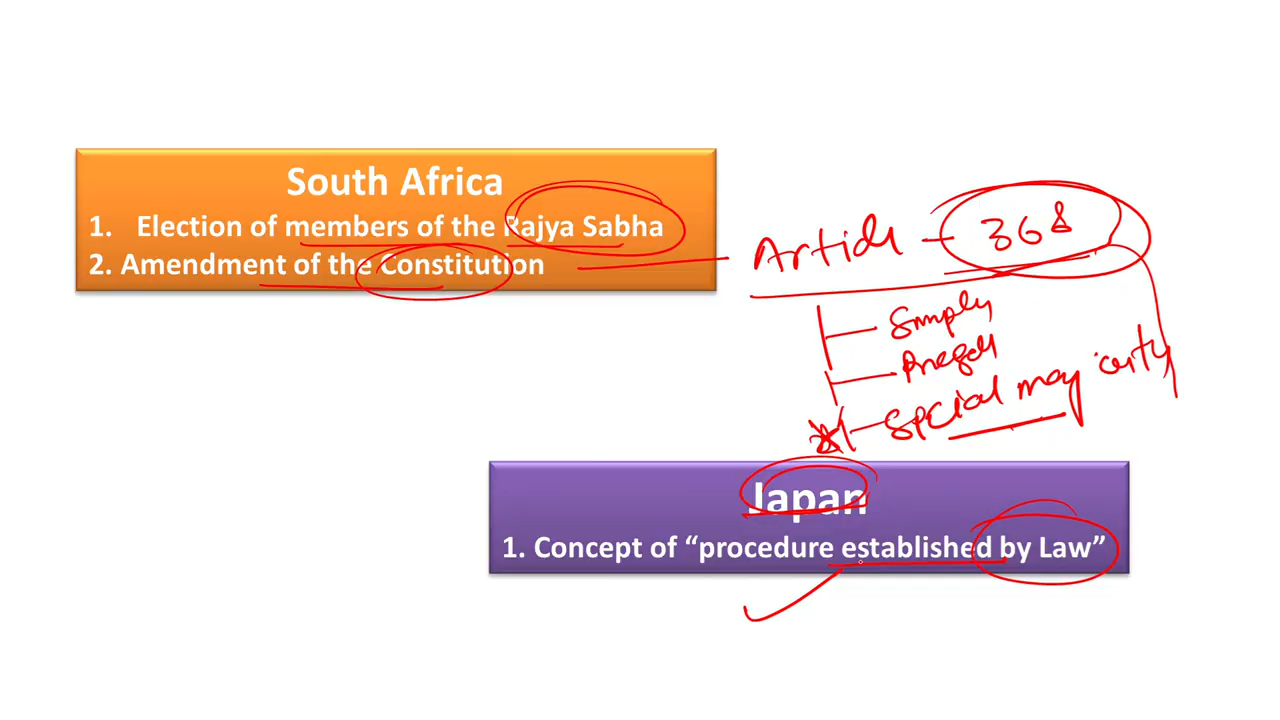 South Africa
1. Election of members of the Rajya Sabha
2. Amendment of the Constitution
Article - 368
Simply
Special majority
Japan
1. Concept of “procedure established by Law”